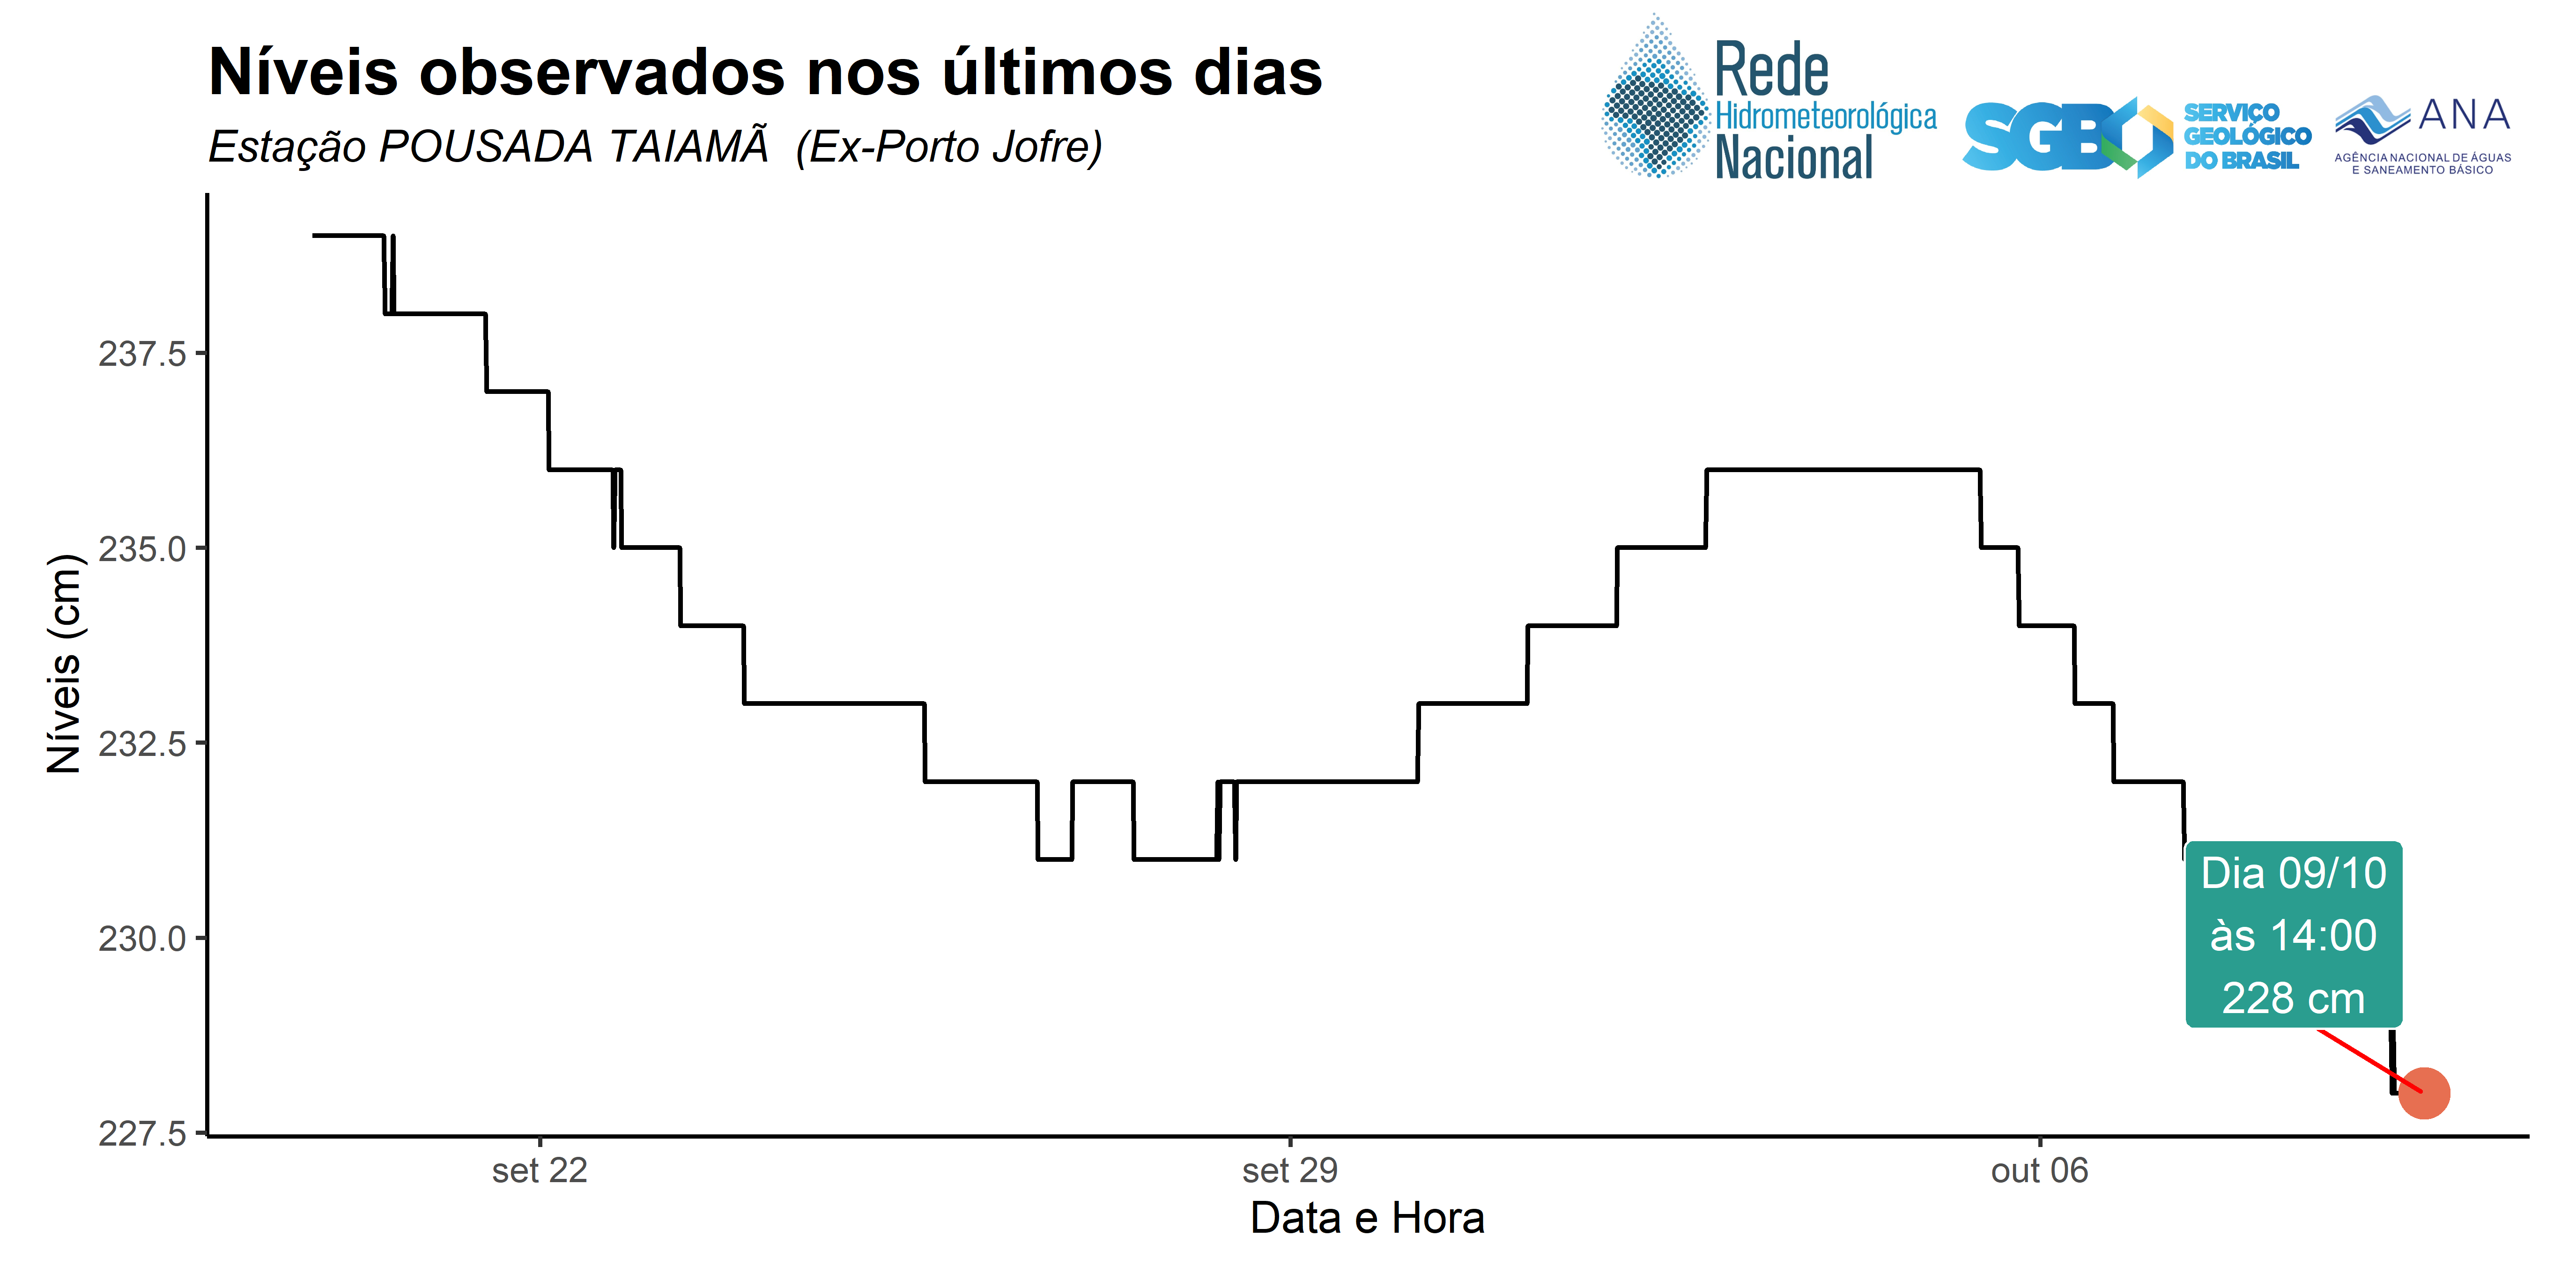 Níveis observados nos últimos dias
Estação POUSADA TAIAMÃ  (Ex-Porto Jofre)
Rede
Hidrometeorológica
Nacional
SGB
SERVIÇO
GEOLÓGICO
DO BRASIL
ANA
AGÊNCIA NACIONAL DE ÁGUAS
E SANEAMENTO BÁSICO
Níveis (cm)
237.5
235.0
232.5
230.0
227.5
Dia 09/10
às 14:00
228 cm
set 22
set 29
out 06
Data e Hora